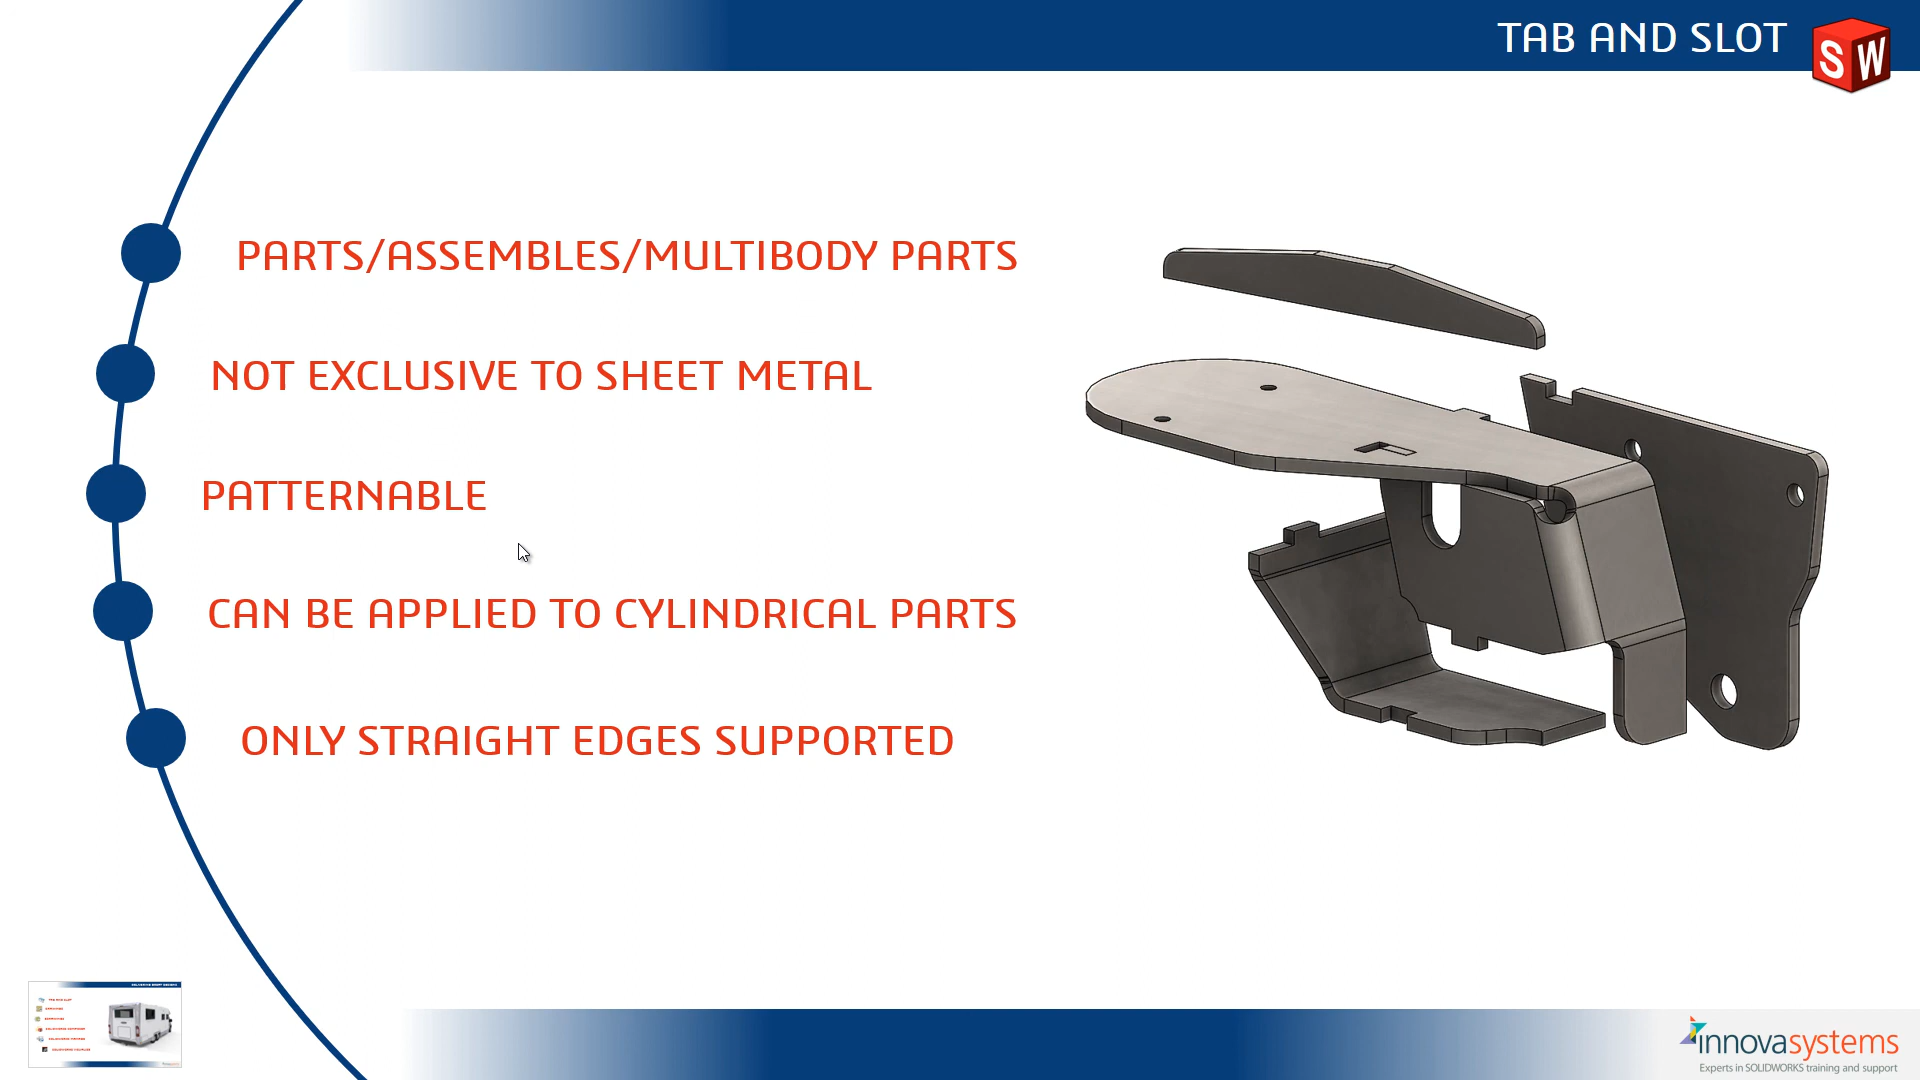 TAB AND SLOT
SW
PARTS/ASSEMBLES/MULTIBODY PARTS
NOT EXCLUSIVE TO SHEET METAL
PATTERNABLE
CAN BE APPLIED TO CYLINDRICAL PARTS
ONLY STRAIGHT EDGES SUPPORTED
innovasystems
Experts in SOLIDWORKS training and support